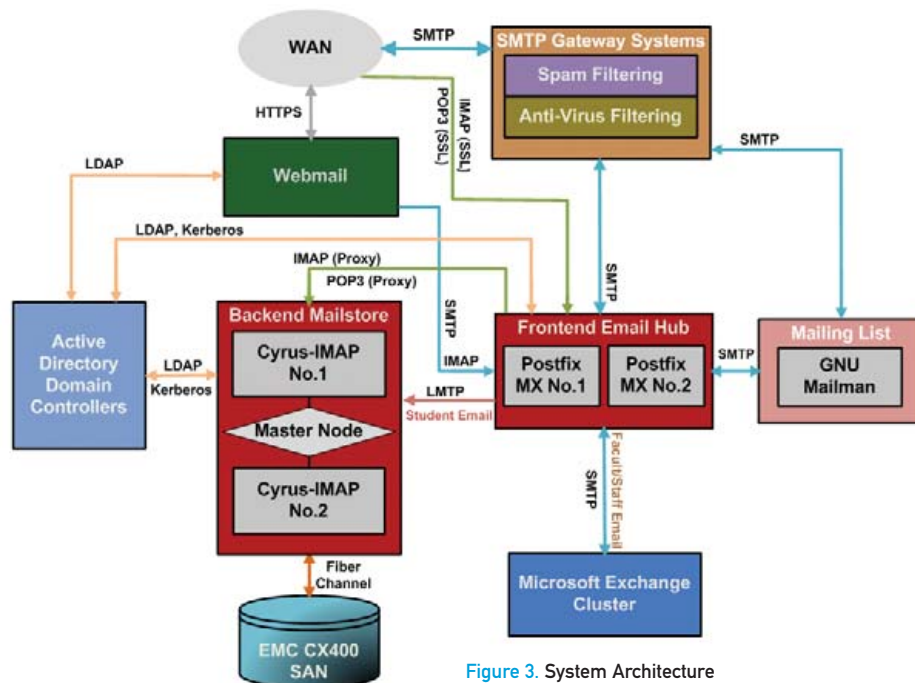 WAN
SMTP
SMTP Gateway Systems
Spam Filtering
Anti-Virus Filtering
HTTPS
POP3 (SSL)
IMAP (SSL)
SMTP
LDAP
Webmail
LDAP, Kerberos
IMAP (Proxy)
POP3 (Proxy)
SMTP
SMTP
IMAP
Active
Directory
Domain
Controllers
LDAP
Kerberos
Backend Mailstore
Cyrus-IMAP
No.1
Master Node
Cyrus-IMAP
No.2
LMTP
Student Email
Frontend Email Hub
Postfix
MX No.1
Postfix
MX No.2
SMTP
Mailing List
GNU
Mailman
SMTP
Facult/Staff Email
Fiber
Channel
Microsoft Exchange
Cluster
EMC CX400
SAN
Figure 3. System Architecture